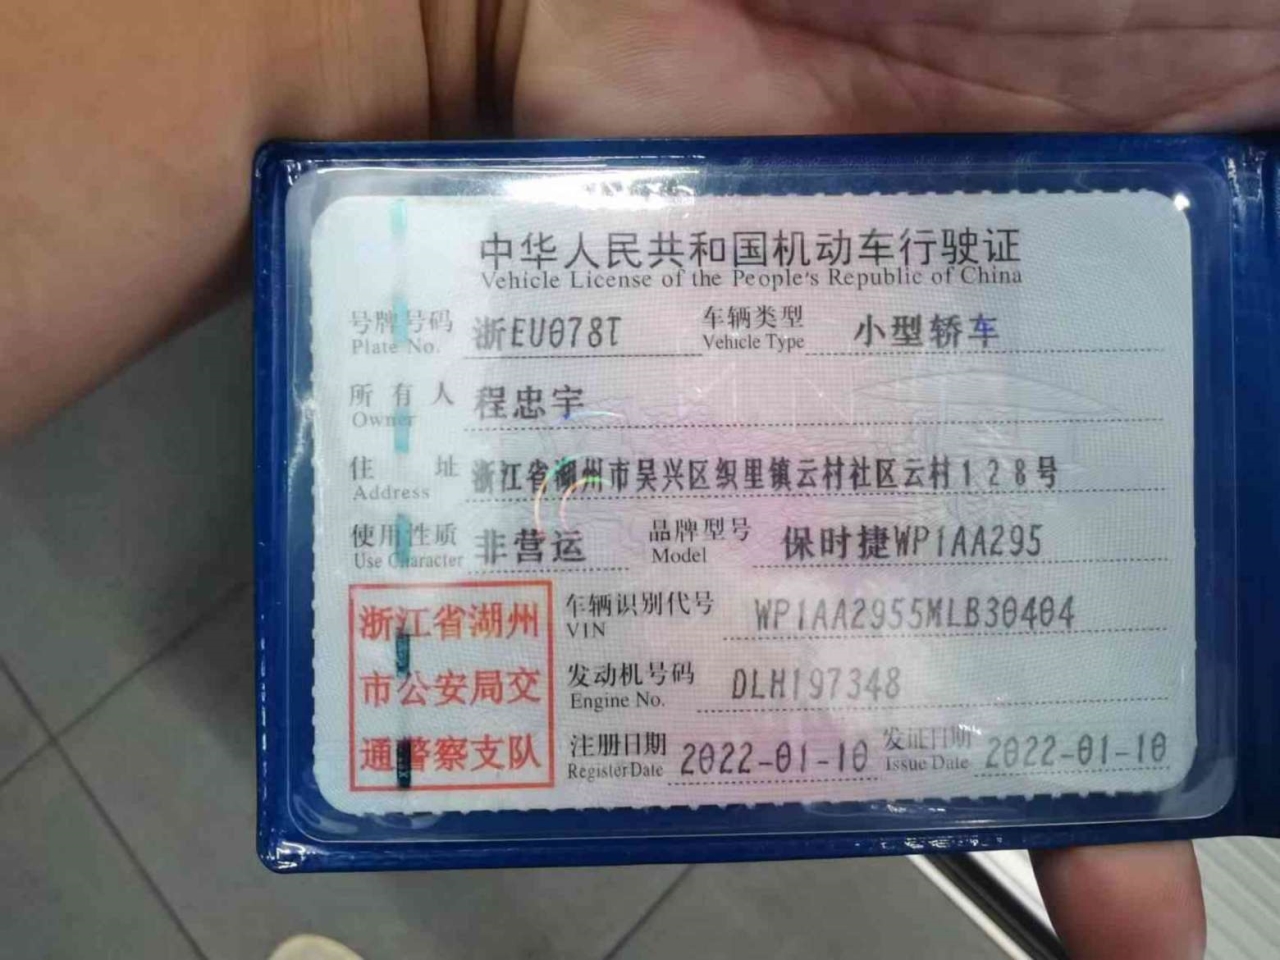 中华人民共和国机动车行驶证
Vehicle License of the People's Republic of China
号牌号码 浙EU078T 车辆类型 小型轿车
Plate No. Vehicle Type
所有人 程忠宇
Owner
住址 浙江省湖州市吴兴区织里镇云村社区云村128号
Address
使用性质 非营运 品牌型号 保时捷WP1AA295
Use Character Model
浙江省湖州
市公安局交
通警察支队
车辆识别代号 WP1AA2955MLB30404
VIN
发动机号码 DLH197348
Engine No.
注册日期 2022-01-10 发证日期 2022-01-10
Register Date Issue Date